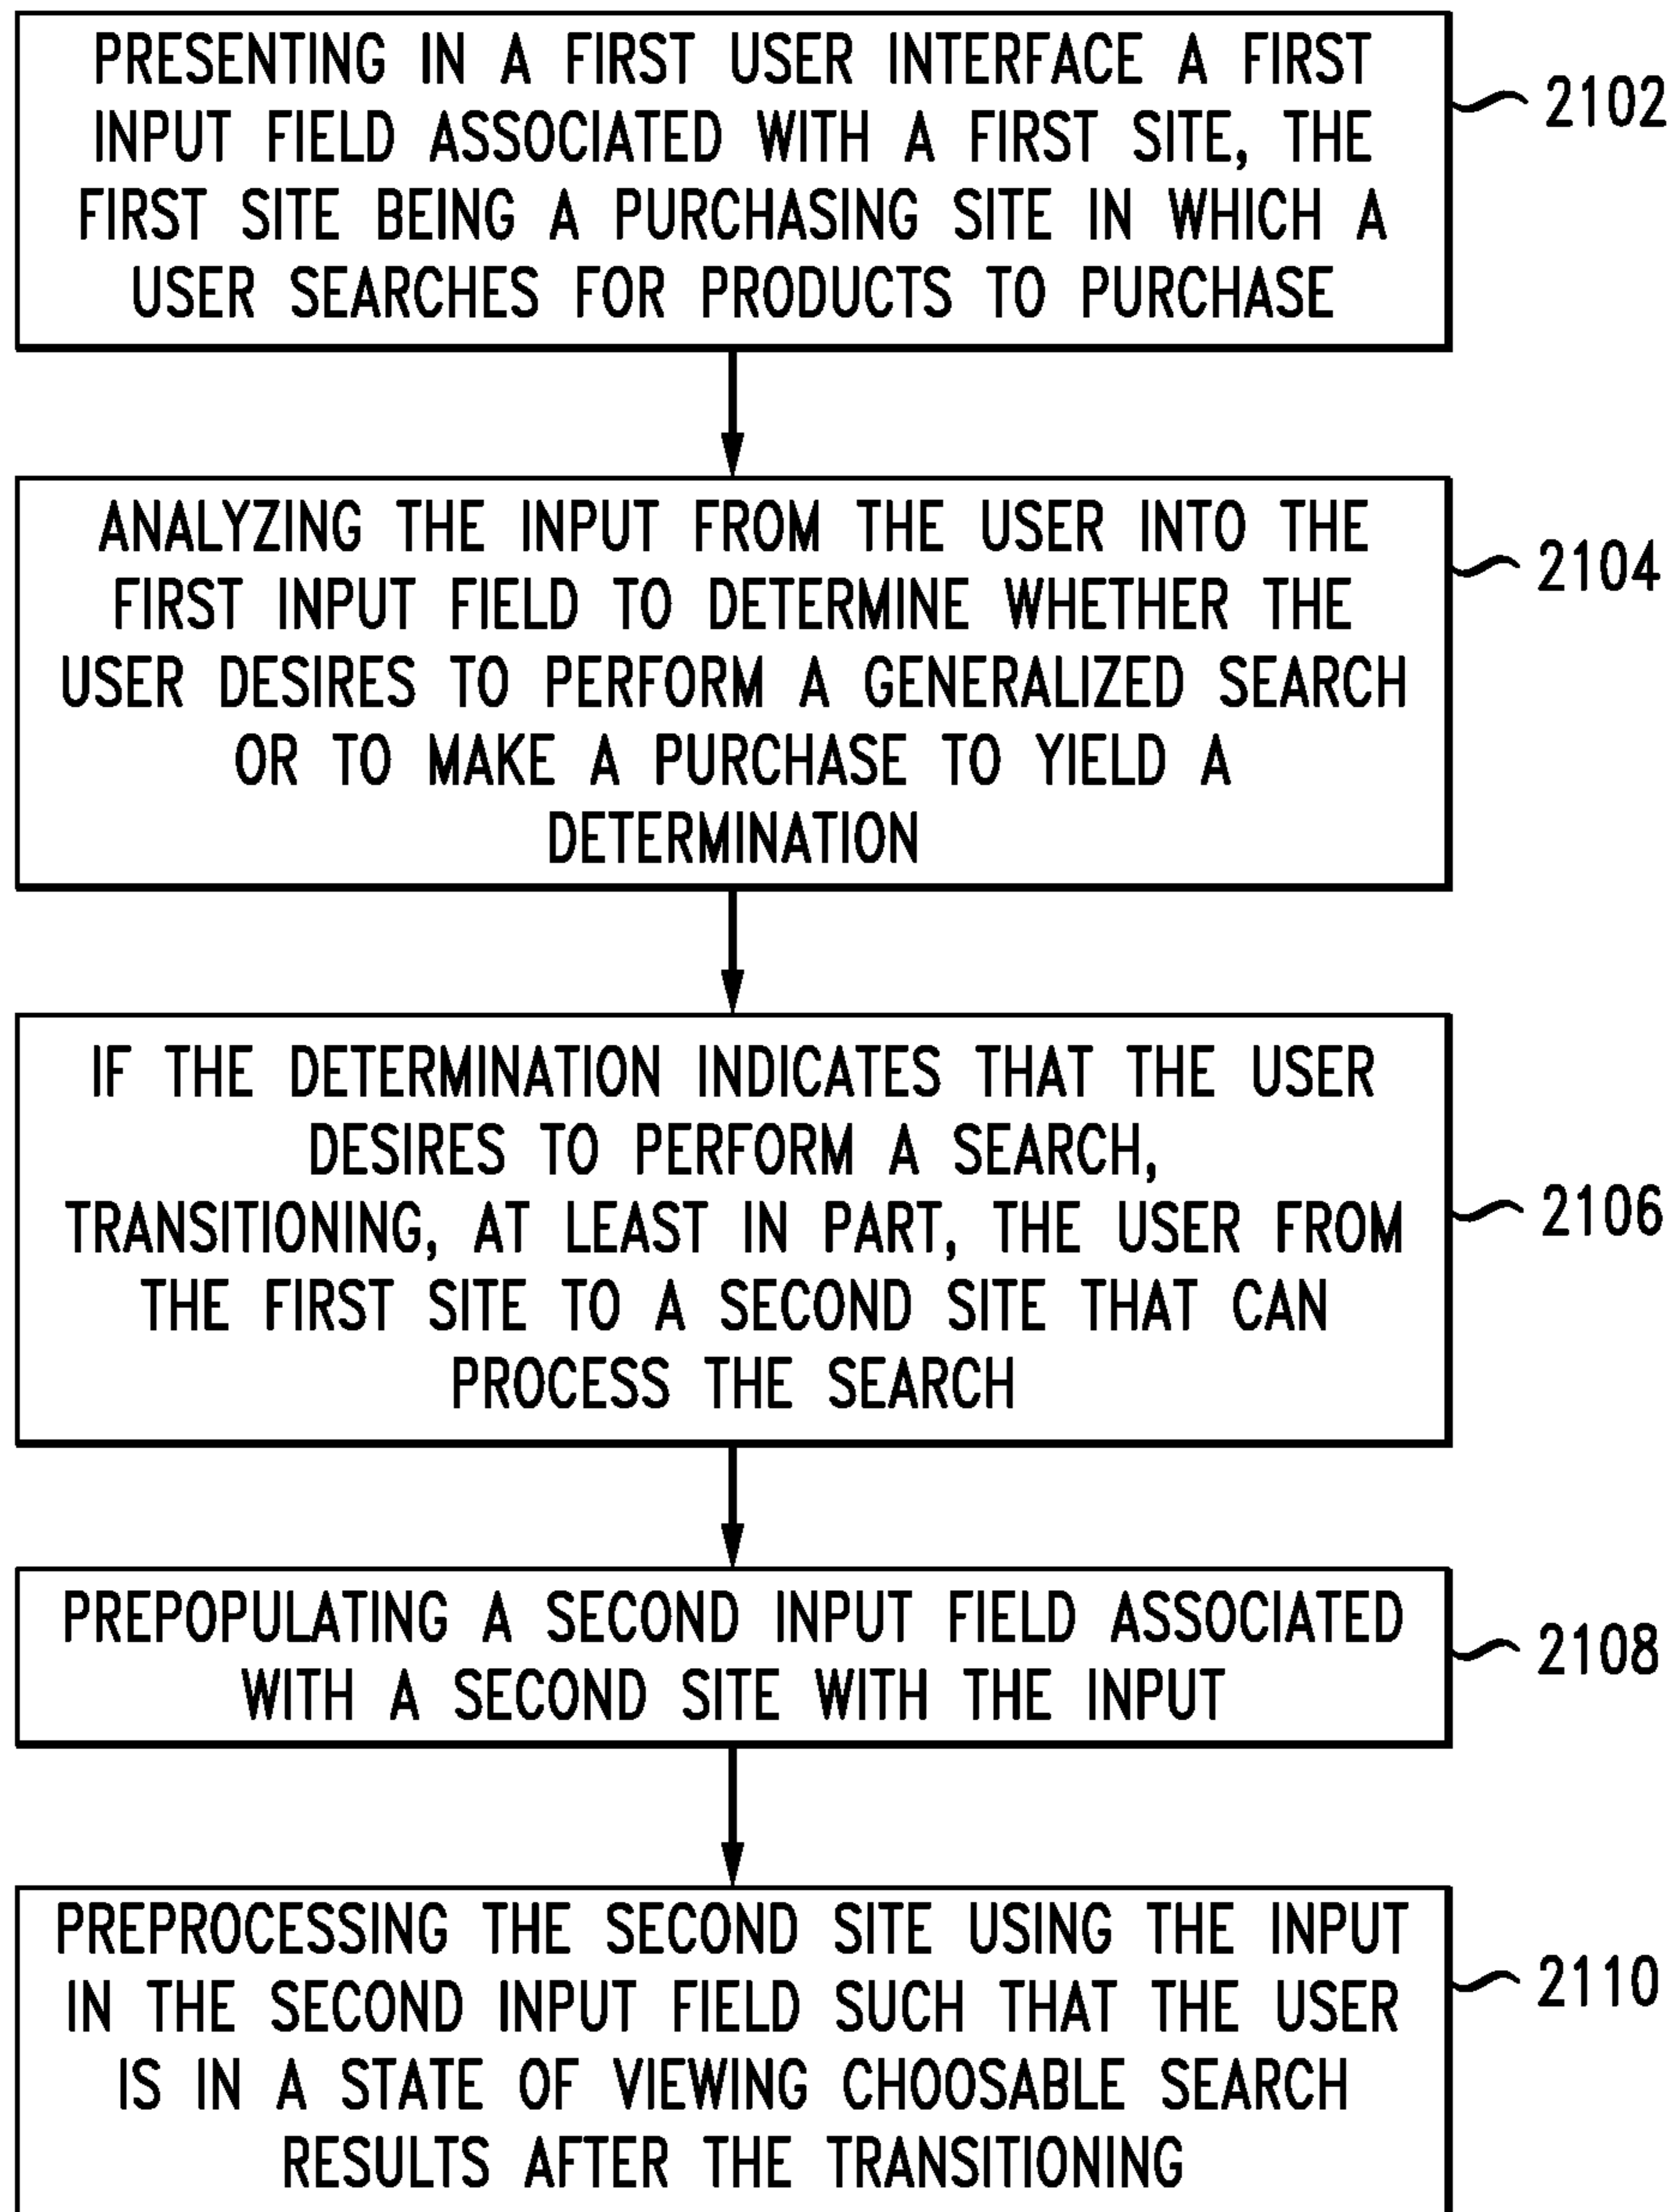 PRESENTING IN A FIRST USER INTERFACE A FIRST
INPUT FIELD ASSOCIATED WITH A FIRST SITE, THE
FIRST SITE BEING A PURCHASING SITE IN WHICH A
USER SEARCHES FOR PRODUCTS TO PURCHASE
2102
ANALYZING THE INPUT FROM THE USER INTO THE
FIRST INPUT FIELD TO DETERMINE WHETHER THE
USER DESIRES TO PERFORM A GENERALIZED SEARCH
OR TO MAKE A PURCHASE TO YIELD A
DETERMINATION
2104
IF THE DETERMINATION INDICATES THAT THE USER
DESIRES TO PERFORM A SEARCH,
TRANSITIONING, AT LEAST IN PART, THE USER FROM
THE FIRST SITE TO A SECOND SITE THAT CAN
PROCESS THE SEARCH
2106
PREPOPULATING A SECOND INPUT FIELD ASSOCIATED
WITH A SECOND SITE WITH THE INPUT
2108
PREPROCESSING THE SECOND SITE USING THE INPUT
IN THE SECOND INPUT FIELD SUCH THAT THE USER
IS IN A STATE OF VIEWING CHOOSABLE SEARCH
RESULTS AFTER THE TRANSITIONING
2110